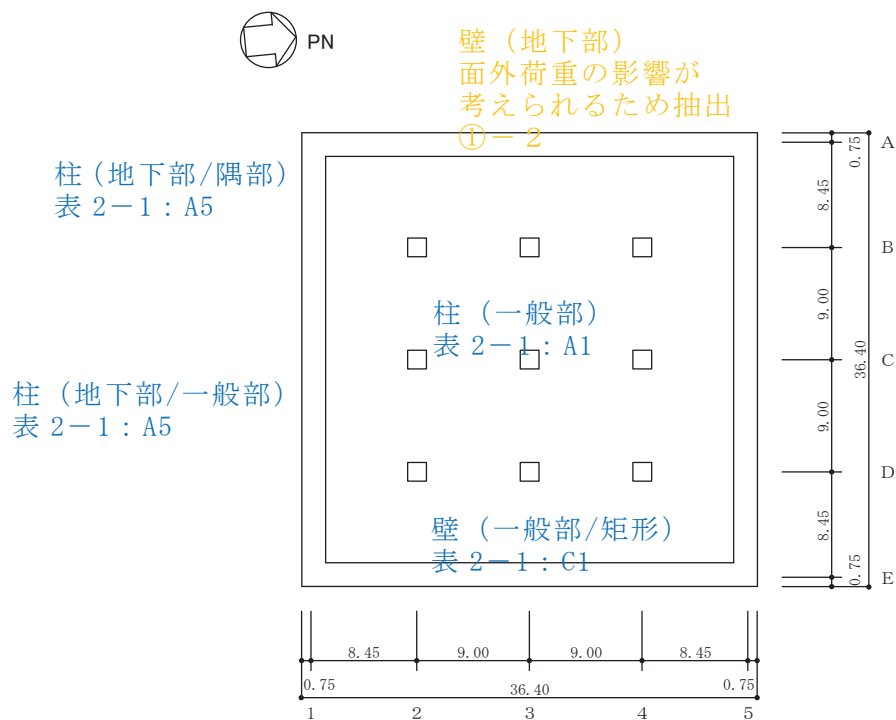 PN
壁（地下部）
面外荷重の影響が
考えられるため抽出
①－2
柱（地下部/隅部）
表 2－1：A5
柱（一般部）
表 2－1：A1
柱（地下部/一般部）
表 2－1：A5
壁（一般部/矩形）
表 2－1：C1
A
0.75
8.45
B
9.00
36.40
C
9.00
D
8.45
0.75
E
8.45
9.00
9.00
8.45
0.75
36.40
0.75
1
2
3
4
5